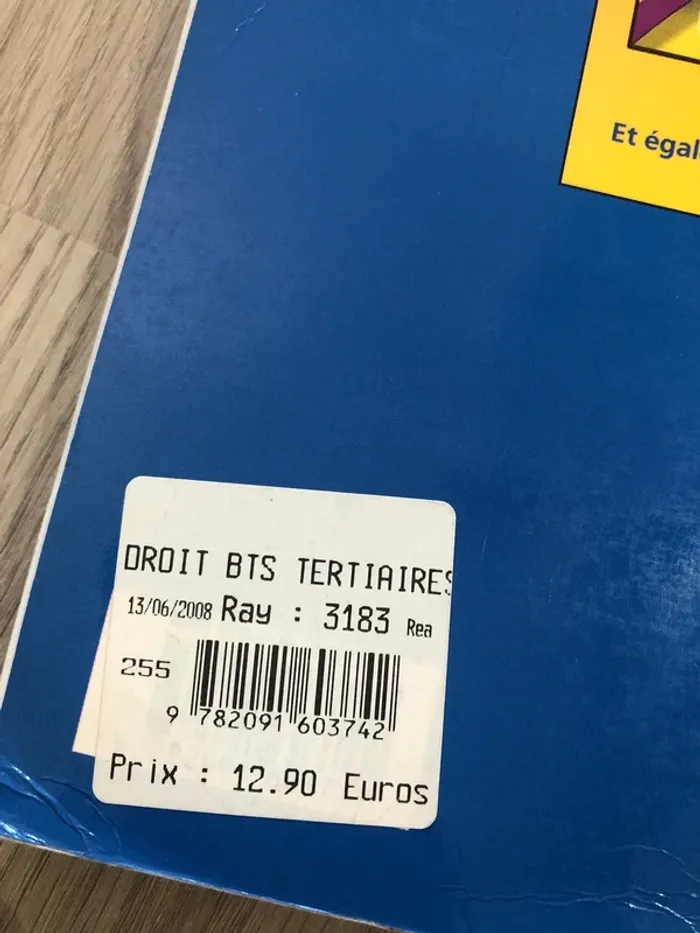 Et égal
DROIT BTS TERTIAIRES
13/06/2008 Ray : 3183 Rea
255
9 782091 603742
Prix : 12.90 Euros